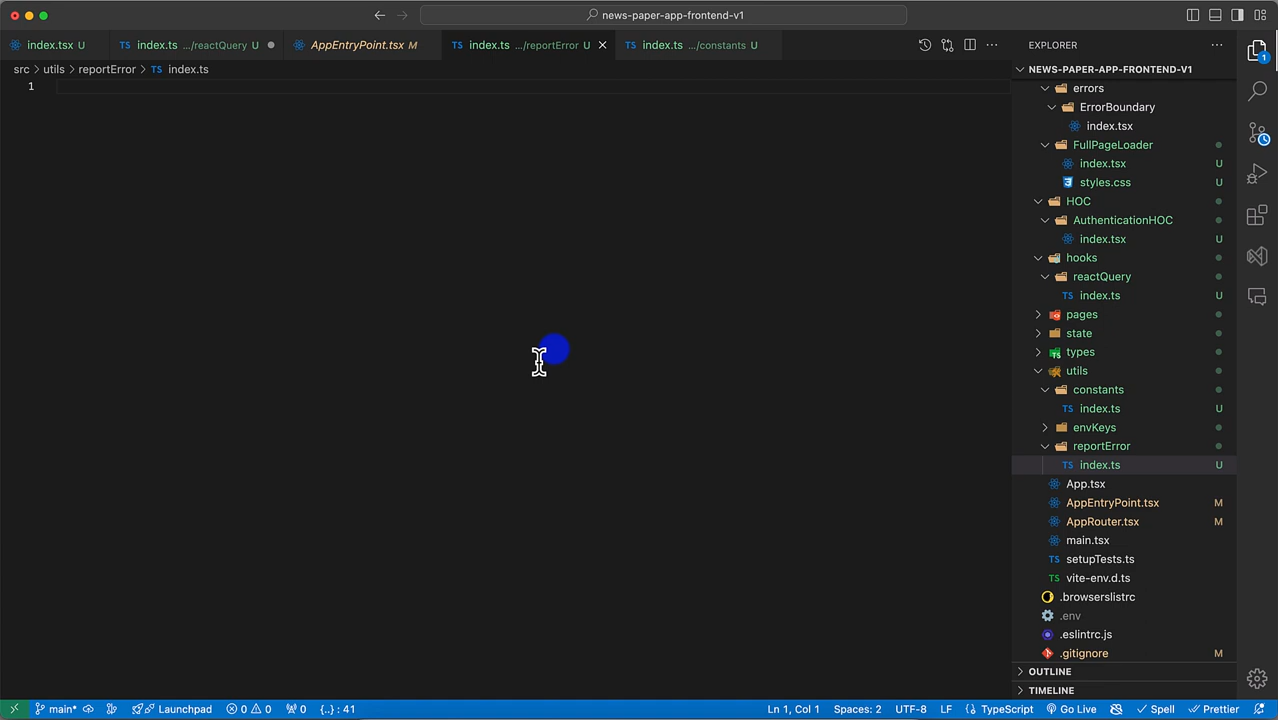 news-paper-app-frontend-v1
index.tsx U
index.ts .../reactQuery U
AppEntryPoint.tsx M
index.ts .../reportError U
index.ts .../constants U
EXPLORER
src > utils > reportError > TS index.ts
NEWS-PAPER-APP-FRONTEND-V1
1
errors
ErrorBoundary
index.tsx
FullPageLoader
index.tsx U
styles.css U
HOC
AuthenticationHOC
index.tsx U
hooks
reactQuery
TS index.ts U
pages
state
types
utils
constants
TS index.ts U
envKeys
reportError
TS index.ts U
App.tsx
AppEntryPoint.tsx M
AppRouter.tsx M
main.tsx
TS setupTests.ts
TS vite-env.d.ts
.browserslistrc
.env
.eslintrc.js
.gitignore M
OUTLINE
TIMELINE
main* Launchpad 0 0 0 {..} : 41 Ln 1, Col 1 Spaces: 2 UTF-8 LF {} TypeScript Go Live Spell Prettier